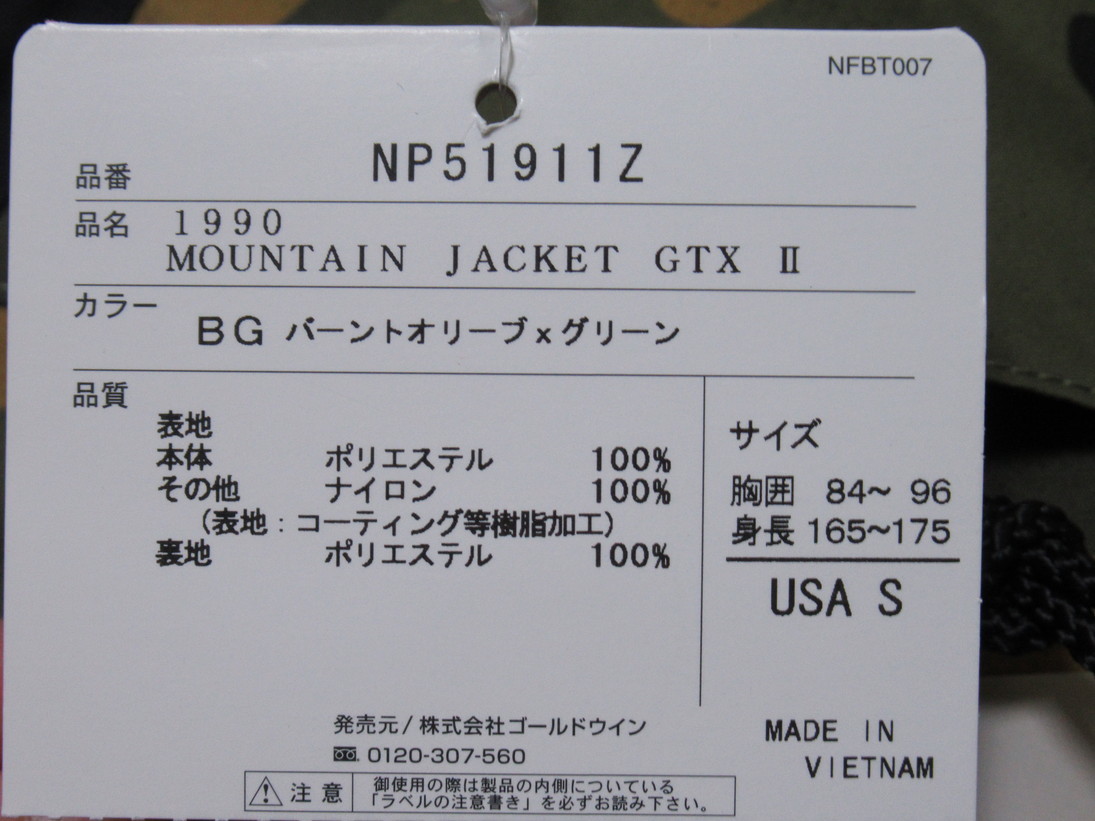 NFBT007
品番 NP51911Z
品名 1990
MOUNTAIN JACKET GTX Ⅱ
カラー
BG バーントオリーブxグリーン
品質
表地
本体 ポリエステル 100%
その他 ナイロン 100%
（表地：コーティング等樹脂加工）
裏地 ポリエステル 100%
サイズ
胸囲 84~ 96
身長 165~175
USA S
発売元/株式会社ゴールドウイン
0120-307-560
MADE IN
VIETNAM
注意
御使用の際は製品の内側についている
「ラベルの注意書き」を必ずお読み下さい。